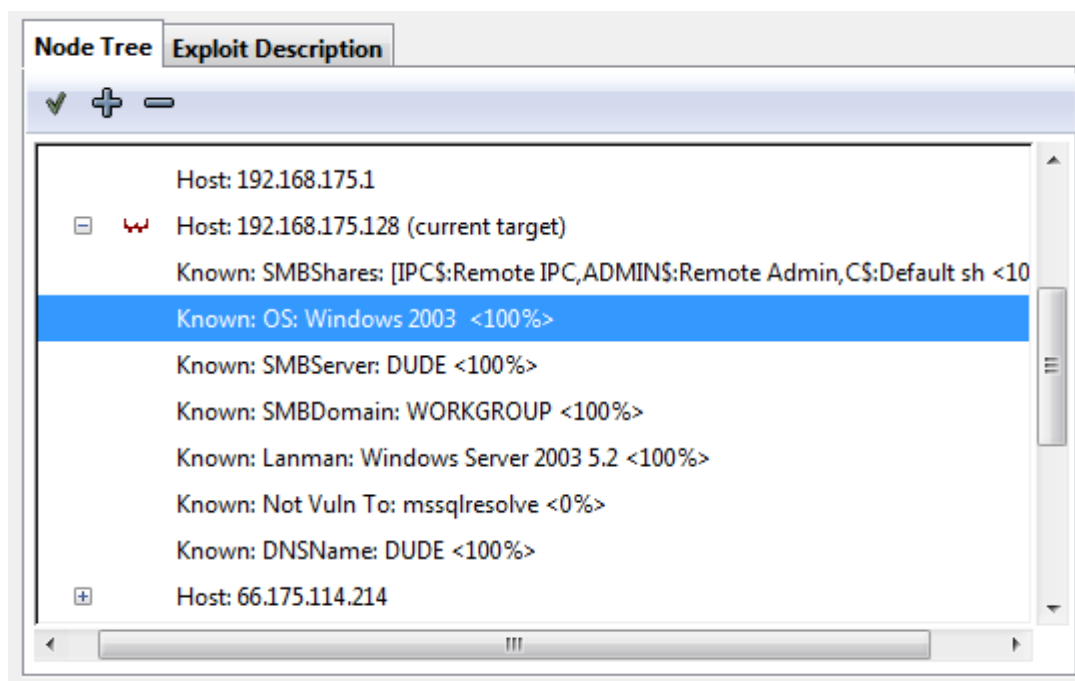 Node Tree Exploit Description
Host: 192.168.175.1
Host: 192.168.175.128 (current target)
Known: SMBShares: [IPC$:Remote IPC,ADMIN$:Remote Admin,C$:Default sh <10
Known: OS: Windows 2003 <100%>
Known: SMBServer: DUDE <100%>
Known: SMBDomain: WORKGROUP <100%>
Known: Lanman: Windows Server 2003 5.2 <100%>
Known: Not Vuln To: mssqlresolve <0%>
Known: DNSName: DUDE <100%>
Host: 66.175.114.214